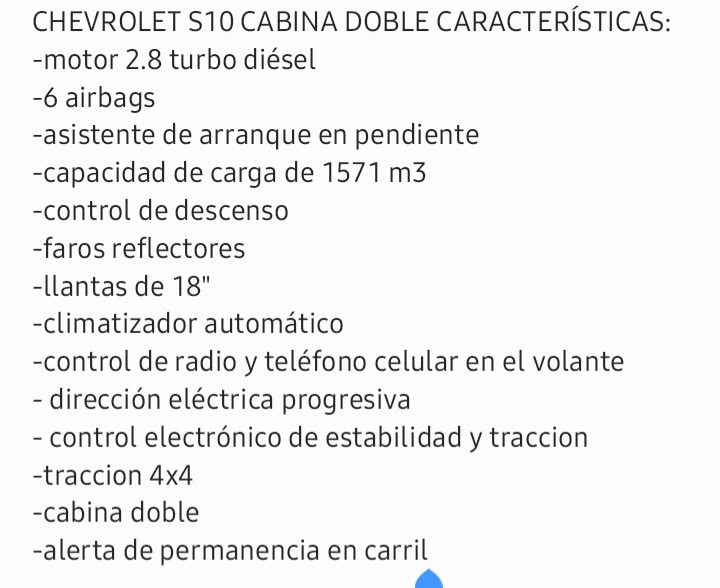 CHEVROLET S10 CABINA DOBLE CARACTERÍSTICAS:
-motor 2.8 turbo diésel
-6 airbags
-asistente de arranque en pendiente
-capacidad de carga de 1571 m3
-control de descenso
-faros reflectores
-llantas de 18"
-climatizador automático
-control de radio y teléfono celular en el volante
- dirección eléctrica progresiva
- control electrónico de estabilidad y traccion
-traccion 4x4
-cabina doble
-alerta de permanencia en carril